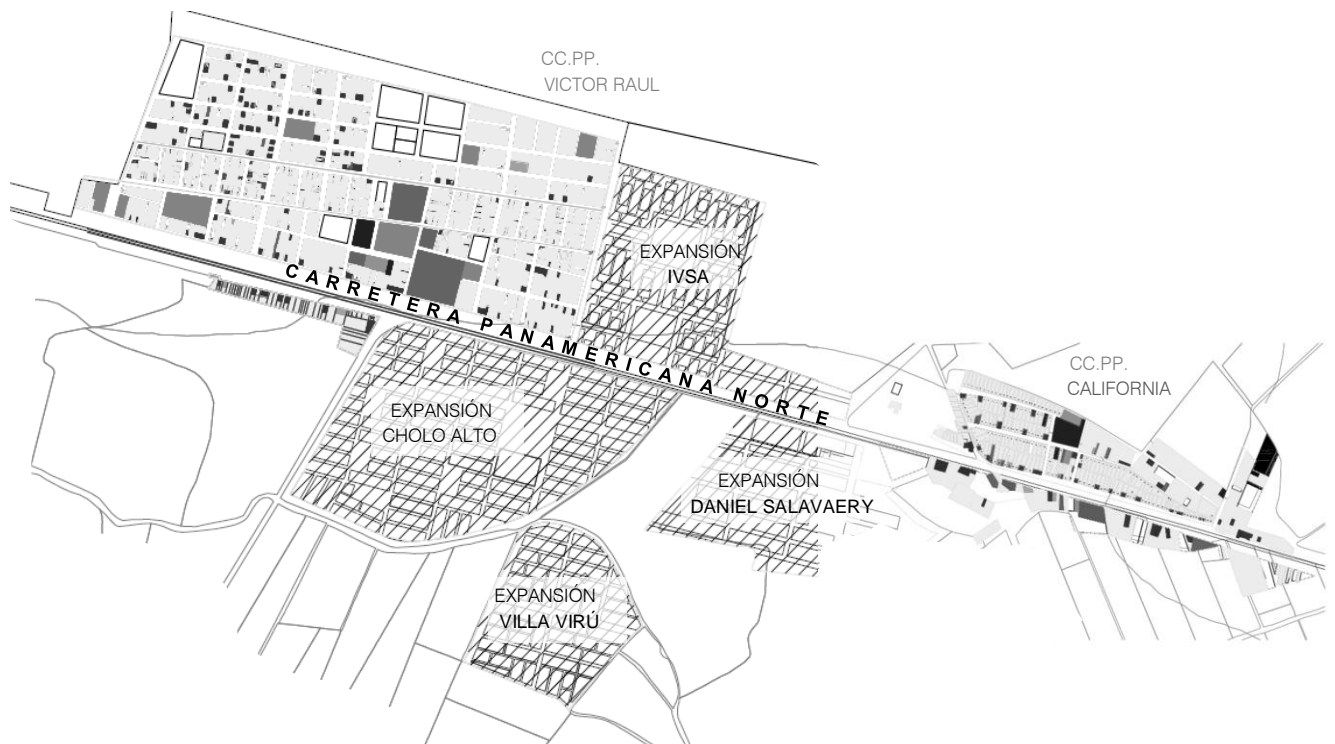 CC.PP.
VICTOR RAUL
EXPANSIÓN
IVSA
CARRETERA PANAMERICANA NORTE
CC.PP.
CALIFORNIA
EXPANSIÓN
CHOLO ALTO
EXPANSIÓN
DANIEL SALAVAERY
EXPANSIÓN
VILLA VIRÚ